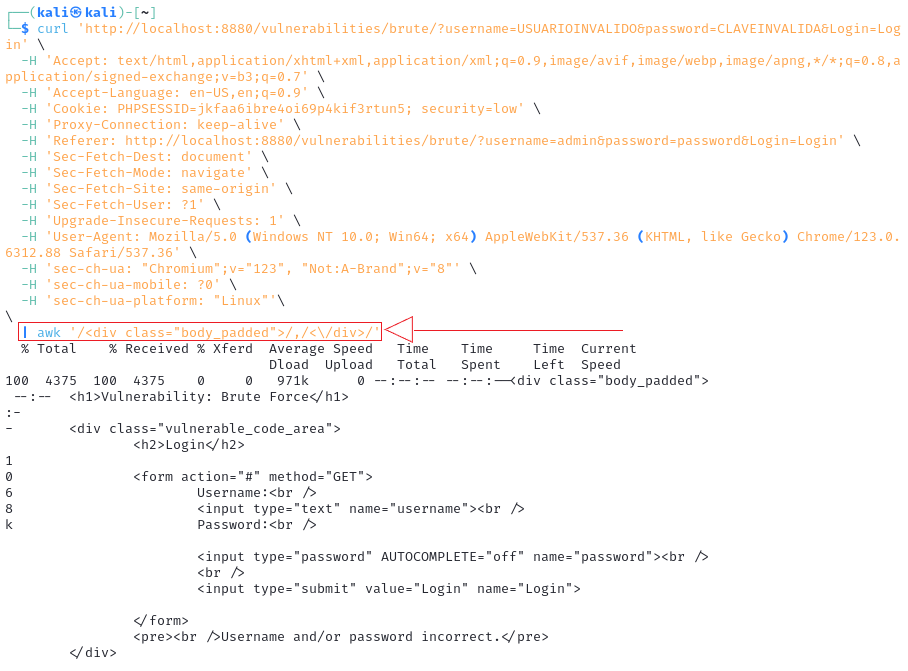 ┌──(kali㉿kali)-[~]
└─$ curl 'http://localhost:8880/vulnerabilities/brute/?username=USUARIOINVALIDO&password=CLAVEINVALIDA&Login=Log
in' \
  -H 'Accept: text/html,application/xhtml+xml,application/xml;q=0.9,image/avif,image/webp,image/apng,*/*;q=0.8,a
pplication/signed-exchange;v=b3;q=0.7' \
  -H 'Accept-Language: en-US,en;q=0.9' \
  -H 'Cookie: PHPSESSID=jkfaa6ibre4oi69p4kif3rtun5; security=low' \
  -H 'Proxy-Connection: keep-alive' \
  -H 'Referer: http://localhost:8880/vulnerabilities/brute/?username=admin&password=password&Login=Login' \
  -H 'Sec-Fetch-Dest: document' \
  -H 'Sec-Fetch-Mode: navigate' \
  -H 'Sec-Fetch-Site: same-origin' \
  -H 'Sec-Fetch-User: ?1' \
  -H 'Upgrade-Insecure-Requests: 1' \
  -H 'User-Agent: Mozilla/5.0 (Windows NT 10.0; Win64; x64) AppleWebKit/537.36 (KHTML, like Gecko) Chrome/123.0.
6312.88 Safari/537.36' \
  -H 'sec-ch-ua: "Chromium";v="123", "Not:A-Brand";v="8"' \
  -H 'sec-ch-ua-mobile: ?0' \
  -H 'sec-ch-ua-platform: "Linux"'\
\
  | awk '/<div class="body_padded">/,/<\/div>/'
  % Total    % Received % Xferd  Average Speed   Time    Time     Time  Current
                                 Dload  Upload   Total   Spent    Left  Speed
100  4375  100  4375    0     0   971k      0 --:--:-- --:--:--<div class="body_padded">
 --:--  <h1>Vulnerability: Brute Force</h1>
:-
-       <div class="vulnerable_code_area">
                <h2>Login</h2>
1
0               <form action="#" method="GET">
6                       Username:<br />
8                       <input type="text" name="username"><br />
k                       Password:<br />
                        <input type="password" AUTOCOMPLETE="off" name="password"><br />
                        <br />
                        <input type="submit" value="Login" name="Login">
                </form>
                <pre><br />Username and/or password incorrect.</pre>
        </div>